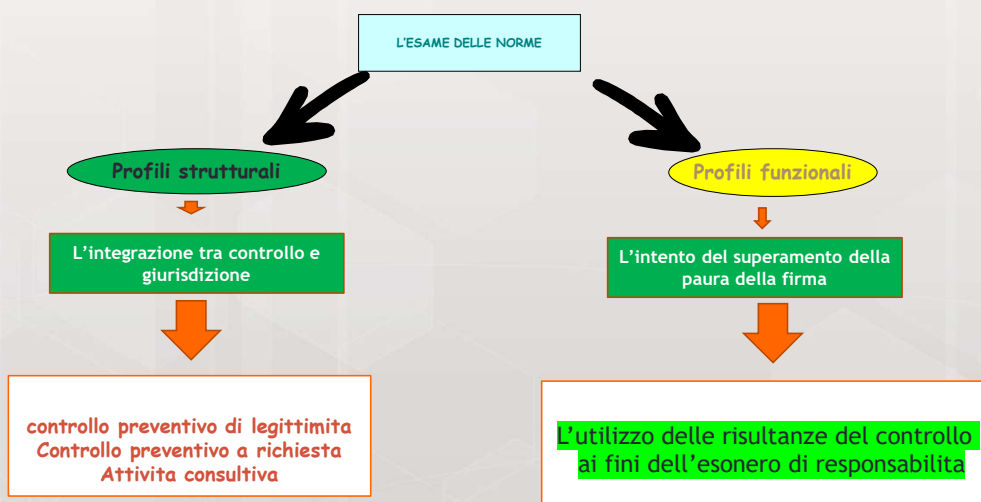 L'ESAME DELLE NORME
Profili strutturali
Profili funzionali
L'integrazione tra controllo e
giurisdizione
L'intento del superamento della
paura della firma
controllo preventivo di legittimita
Controllo preventivo a richiesta
Attivita consultiva
L'utilizzo delle risultanze del controllo
ai fini dell'esonero di responsabilita